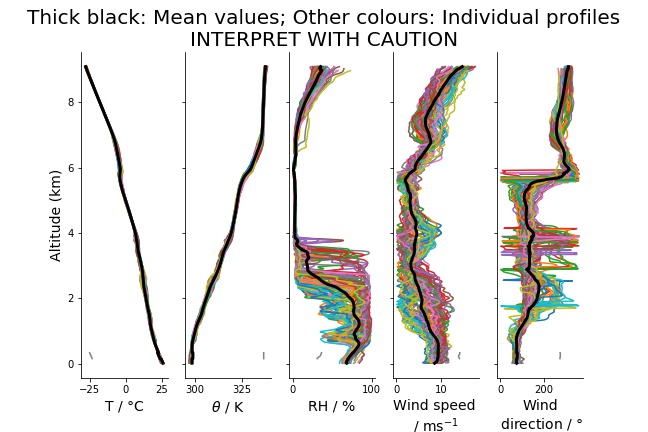 Thick black: Mean values; Other colours: Individual profiles
INTERPRET WITH CAUTION
Altitude (km)
8
6
4
2
0
−25 0 25
T / °C
300 325
θ / K
0 100
RH / %
0 10
Wind speed
/ ms⁻¹
0 200
Wind
direction / °